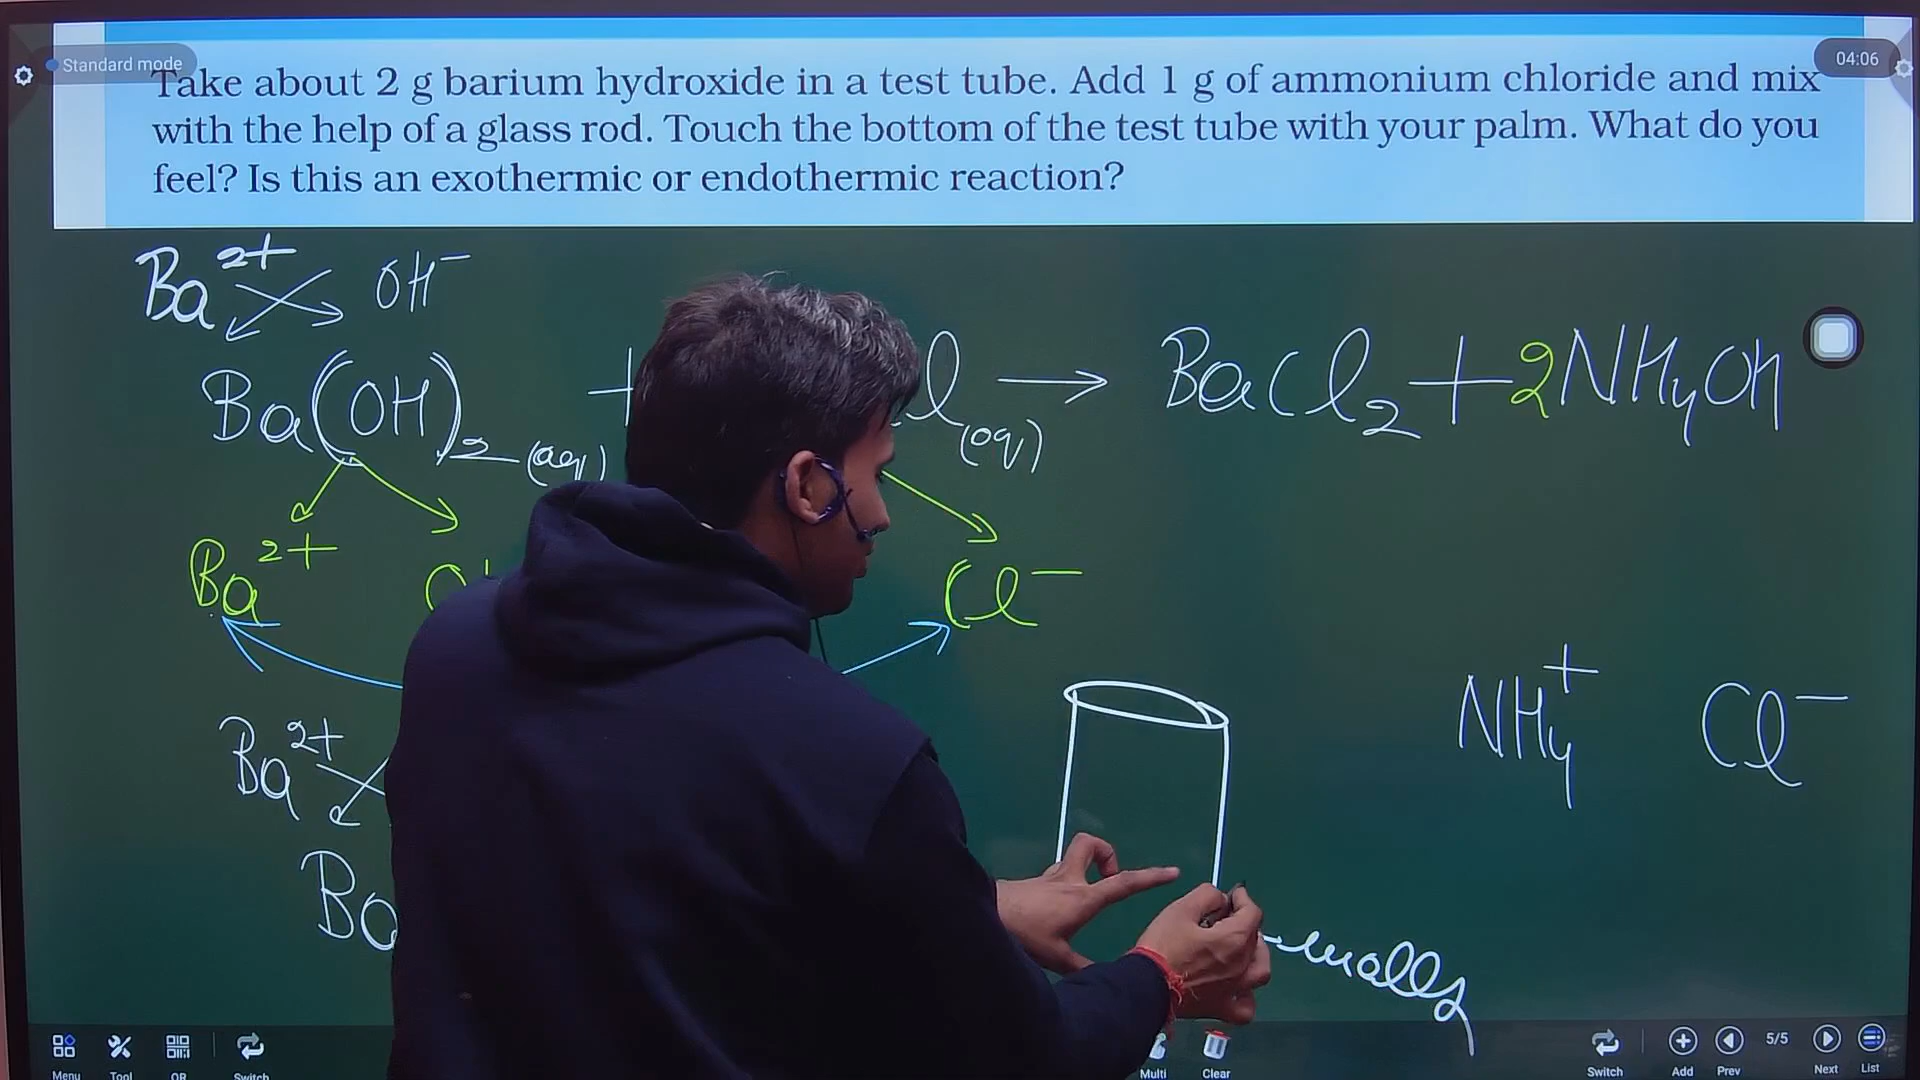 Standard mode
04:06
Take about 2 g barium hydroxide in a test tube. Add 1 g of ammonium chloride and mix
with the help of a glass rod. Touch the bottom of the test tube with your palm. What do you
feel? Is this an exothermic or endothermic reaction?
Ba²⁺ OH⁻
Ba(OH)₂ (aq) + l (aq) → BaCl₂ + 2NH₄OH
Ba²⁺ Cl⁻
NH₄⁺ Cl⁻
Ba²⁺
Ba
walls
Menu Tool QR Switch Multi Clear Switch Add Prev 5/5 Next List